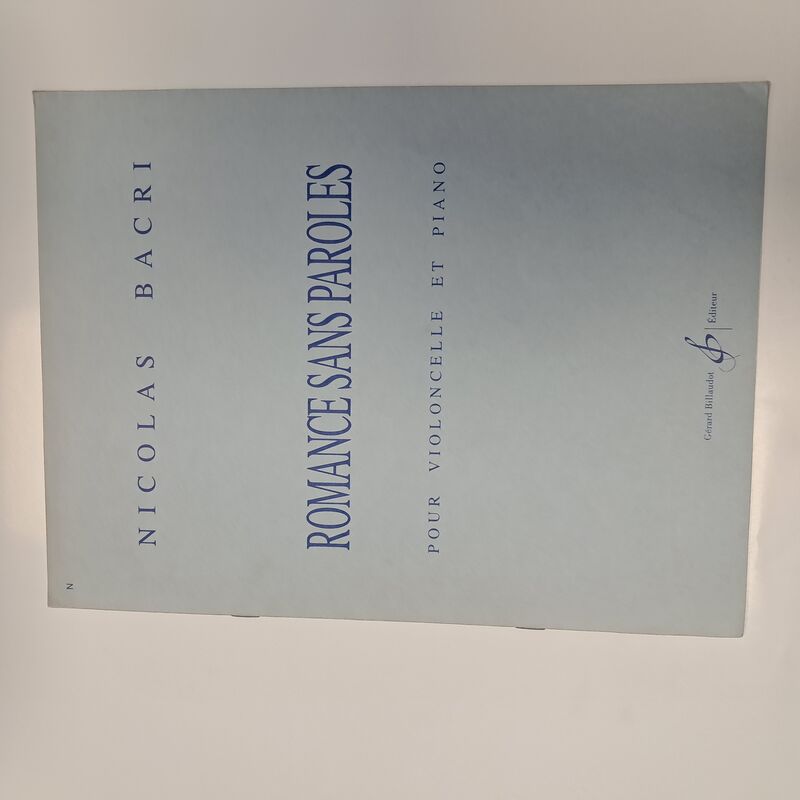 N
NICOLAS BACRI
ROMANCE SANS PAROLES
POUR VIOLONCELLE ET PIANO
Gérard Billaudot Éditeur